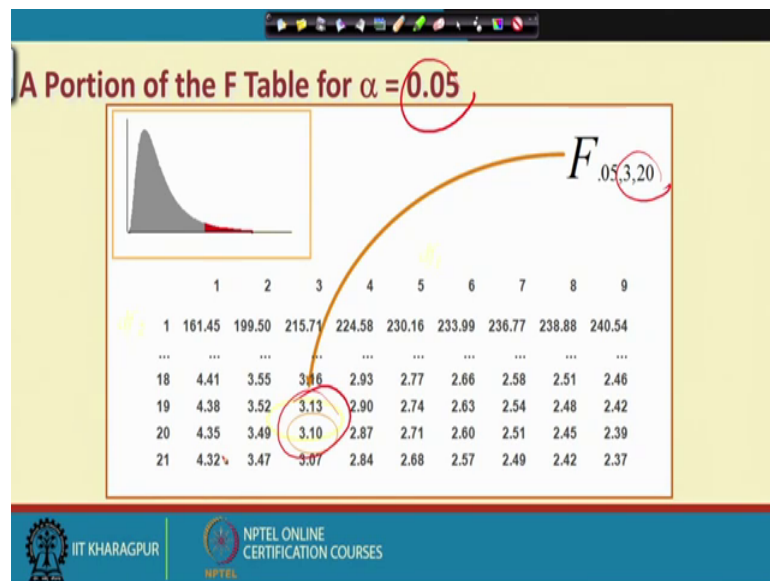 A Portion of the F Table for α = 0.05
F .05,3,20
1 2 3 4 5 6 7 8 9
1 161.45 199.50 215.71 224.58 230.16 233.99 236.77 238.88 240.54
... ... ... ... ... ... ... ... ... ...
18 4.41 3.55 3.16 2.93 2.77 2.66 2.58 2.51 2.46
19 4.38 3.52 3.13 2.90 2.74 2.63 2.54 2.48 2.42
20 4.35 3.49 3.10 2.87 2.71 2.60 2.51 2.45 2.39
21 4.32 3.47 3.07 2.84 2.68 2.57 2.49 2.42 2.37
IIT KHARAGPUR
NPTEL
NPTEL ONLINE
CERTIFICATION COURSES